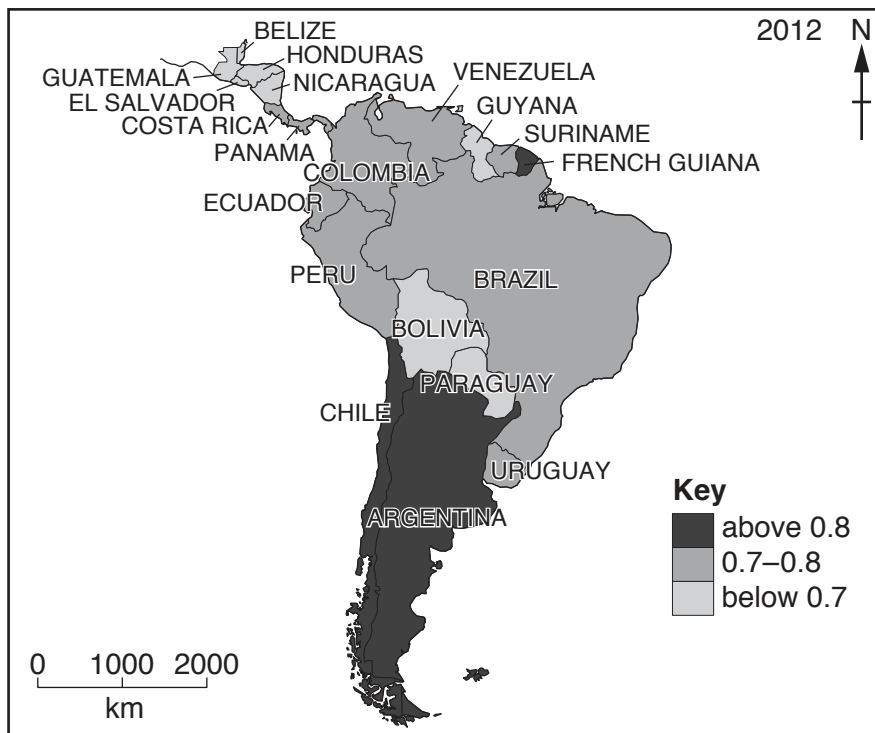 2012 N
BELIZE
HONDURAS
GUATEMALA
NICARAGUA
VENEZUELA
EL SALVADOR
GUYANA
COSTA RICA
SURINAME
PANAMA
FRENCH GUIANA
COLOMBIA
ECUADOR
PERU
BRAZIL
BOLIVIA
PARAGUAY
CHILE
URUGUAY
ARGENTINA
Key
above 0.8
0.7–0.8
below 0.7
0 1000 2000
km